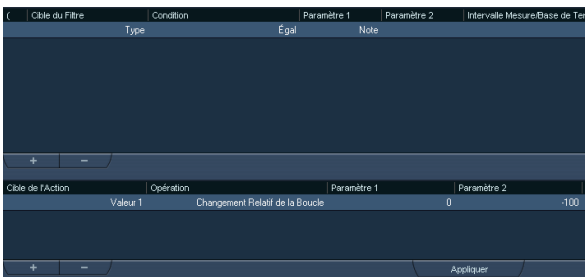 ( Cible du Filtre Condition Paramètre 1 Paramètre 2 Intervalle Mesure/Base de Ter
Type Égal Note
+ −
Cible de l'Action Opération Paramètre 1 Paramètre 2
Valeur 1 Changement Relatif de la Boucle 0 -100
+ − Appliquer